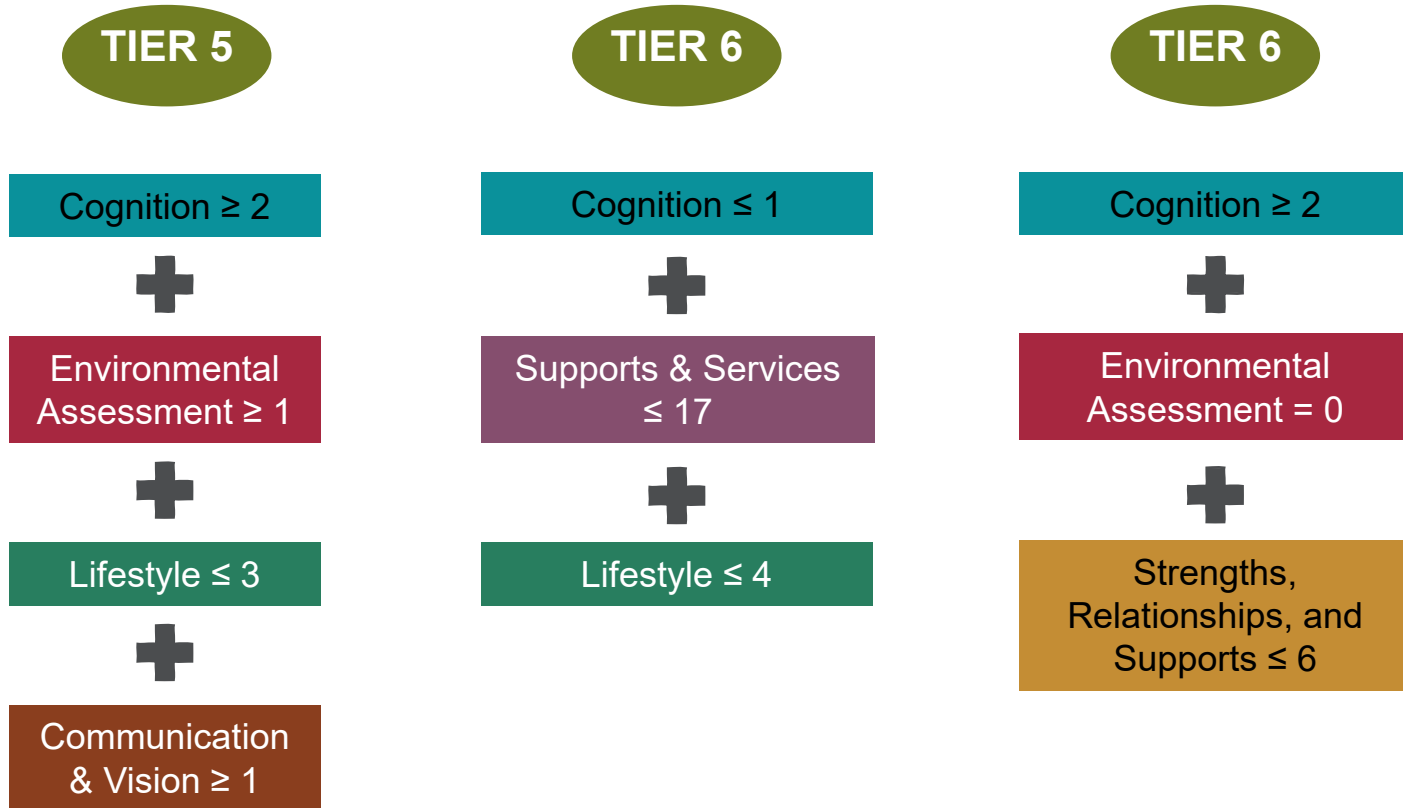 TIER 5
Cognition ≥ 2
Environmental
Assessment ≥ 1
Lifestyle ≤ 3
Communication
& Vision ≥ 1
TIER 6
Cognition ≤ 1
Supports & Services
≤ 17
Lifestyle ≤ 4
TIER 6
Cognition ≥ 2
Environmental
Assessment = 0
Strengths,
Relationships, and
Supports ≤ 6